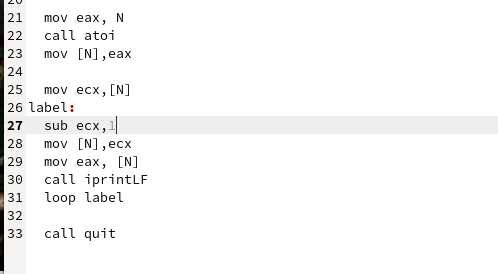 21 mov eax, N
22 call atoi
23 mov [N],eax
24
25 mov ecx,[N]
26 label:
27 sub ecx,1
28 mov [N],ecx
29 mov eax, [N]
30 call iprintLF
31 loop label
32
33 call quit